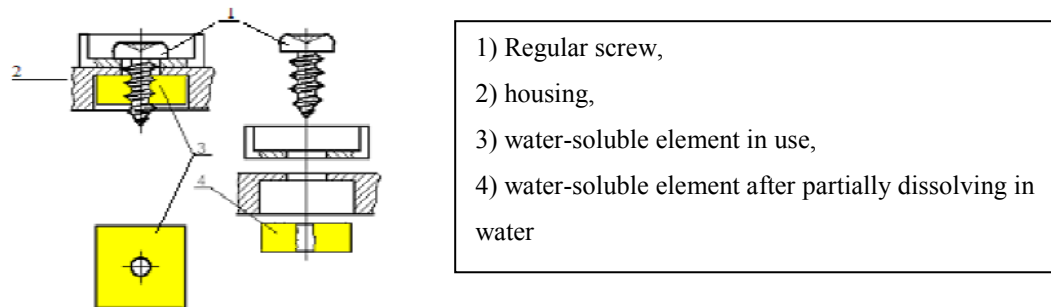 1
2
3
4
1) Regular screw,
2) housing,
3) water-soluble element in use,
4) water-soluble element after partially dissolving in
water